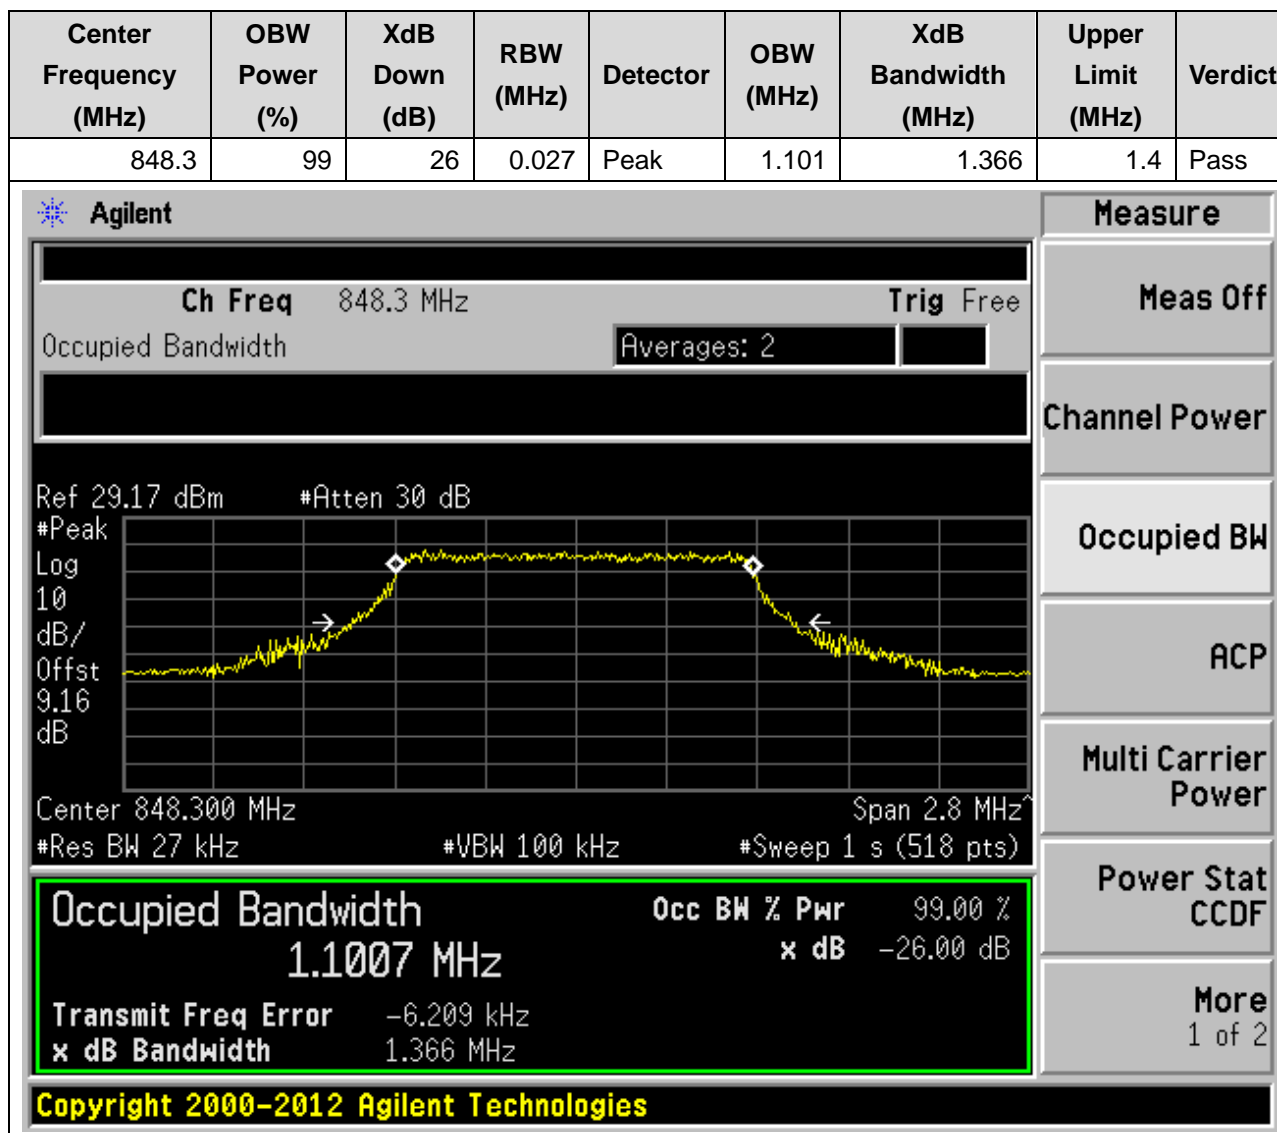 Center Frequency (MHz) OBW Power (%) XdB Down (dB) RBW (MHz) Detector OBW (MHz) XdB Bandwidth (MHz) Upper Limit (MHz) Verdict
848.3 99 26 0.027 Peak 1.101 1.366 1.4 Pass
Agilent
Measure
Ch Freq 848.3 MHz Trig Free
Meas Off
Occupied Bandwidth Averages: 2
Channel Power
Ref 29.17 dBm #Atten 30 dB
#Peak
Log
10
dB/
Offst
9.16
dB
Occupied BW
ACP
Multi Carrier
Power
Center 848.300 MHz Span 2.8 MHz^
#Res BW 27 kHz #VBW 100 kHz #Sweep 1 s (518 pts)
Power Stat
CCDF
Occupied Bandwidth Occ BW % Pwr 99.00 %
1.1007 MHz x dB -26.00 dB
Transmit Freq Error -6.209 kHz
x dB Bandwidth 1.366 MHz
More
1 of 2
Copyright 2000-2012 Agilent Technologies